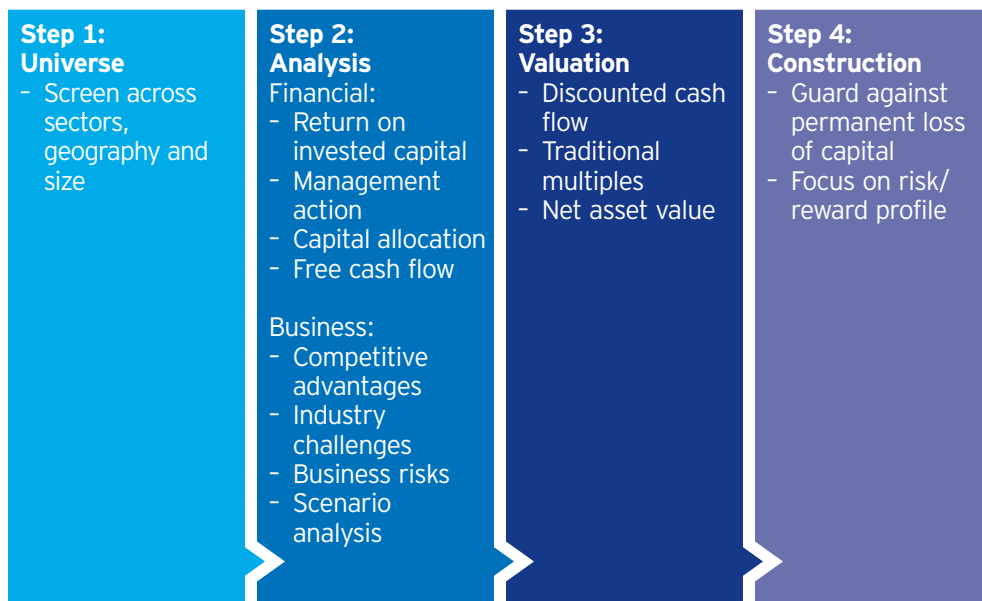 Step 1:
Universe
– Screen across
sectors,
geography and
size
Step 2:
Analysis
Financial:
– Return on
invested capital
– Management
action
– Capital allocation
– Free cash flow
Business:
– Competitive
advantages
– Industry
challenges
– Business risks
– Scenario
analysis
Step 3:
Valuation
– Discounted cash
flow
– Traditional
multiples
– Net asset value
Step 4:
Construction
– Guard against
permanent loss
of capital
– Focus on risk/
reward profile